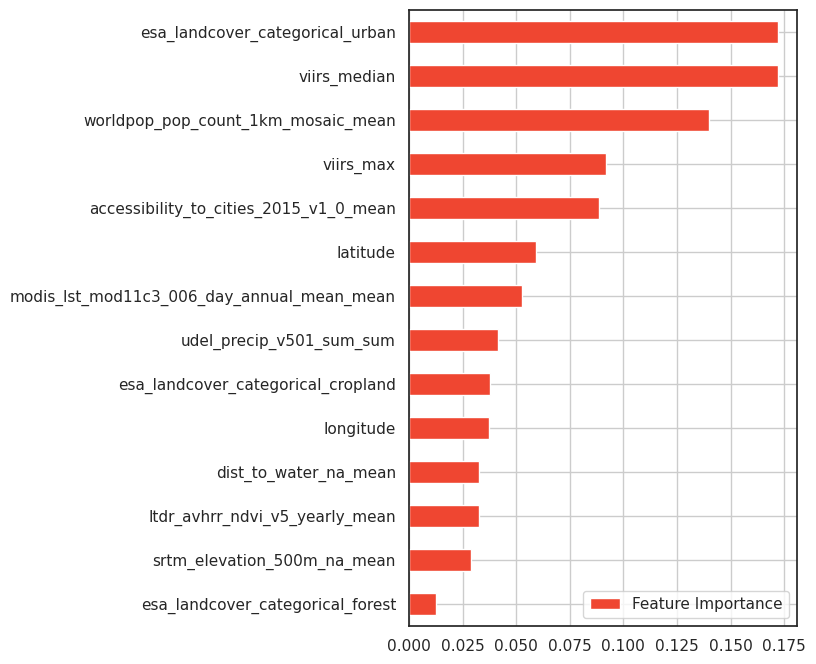 esa_landcover_categorical_urban
viirs_median
worldpop_pop_count_1km_mosaic_mean
viirs_max
accessibility_to_cities_2015_v1_0_mean
latitude
modis_lst_mod11c3_006_day_annual_mean_mean
udel_precip_v501_sum_sum
esa_landcover_categorical_cropland
longitude
dist_to_water_na_mean
ltdr_avhrr_ndvi_v5_yearly_mean
srtm_elevation_500m_na_mean
esa_landcover_categorical_forest
Feature Importance
0.000 0.025 0.050 0.075 0.100 0.125 0.150 0.175